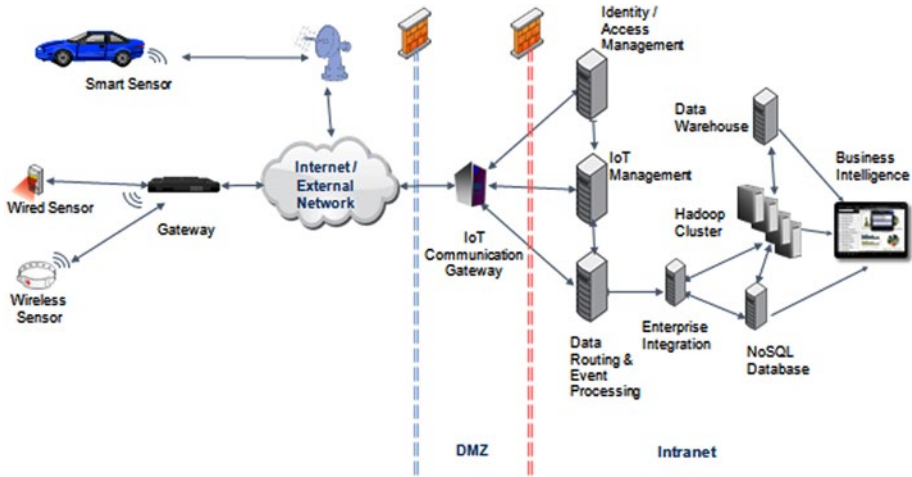 Smart Sensor
Wired Sensor
Gateway
Wireless
Sensor
Internet /
External
Network
IoT
Communication
Gateway
Identity /
Access
Management
IoT
Management
Data
Routing &
Event
Processing
Enterprise
Integration
Data
Warehouse
Hadoop
Cluster
NoSQL
Database
Business
Intelligence
DMZ
Intranet